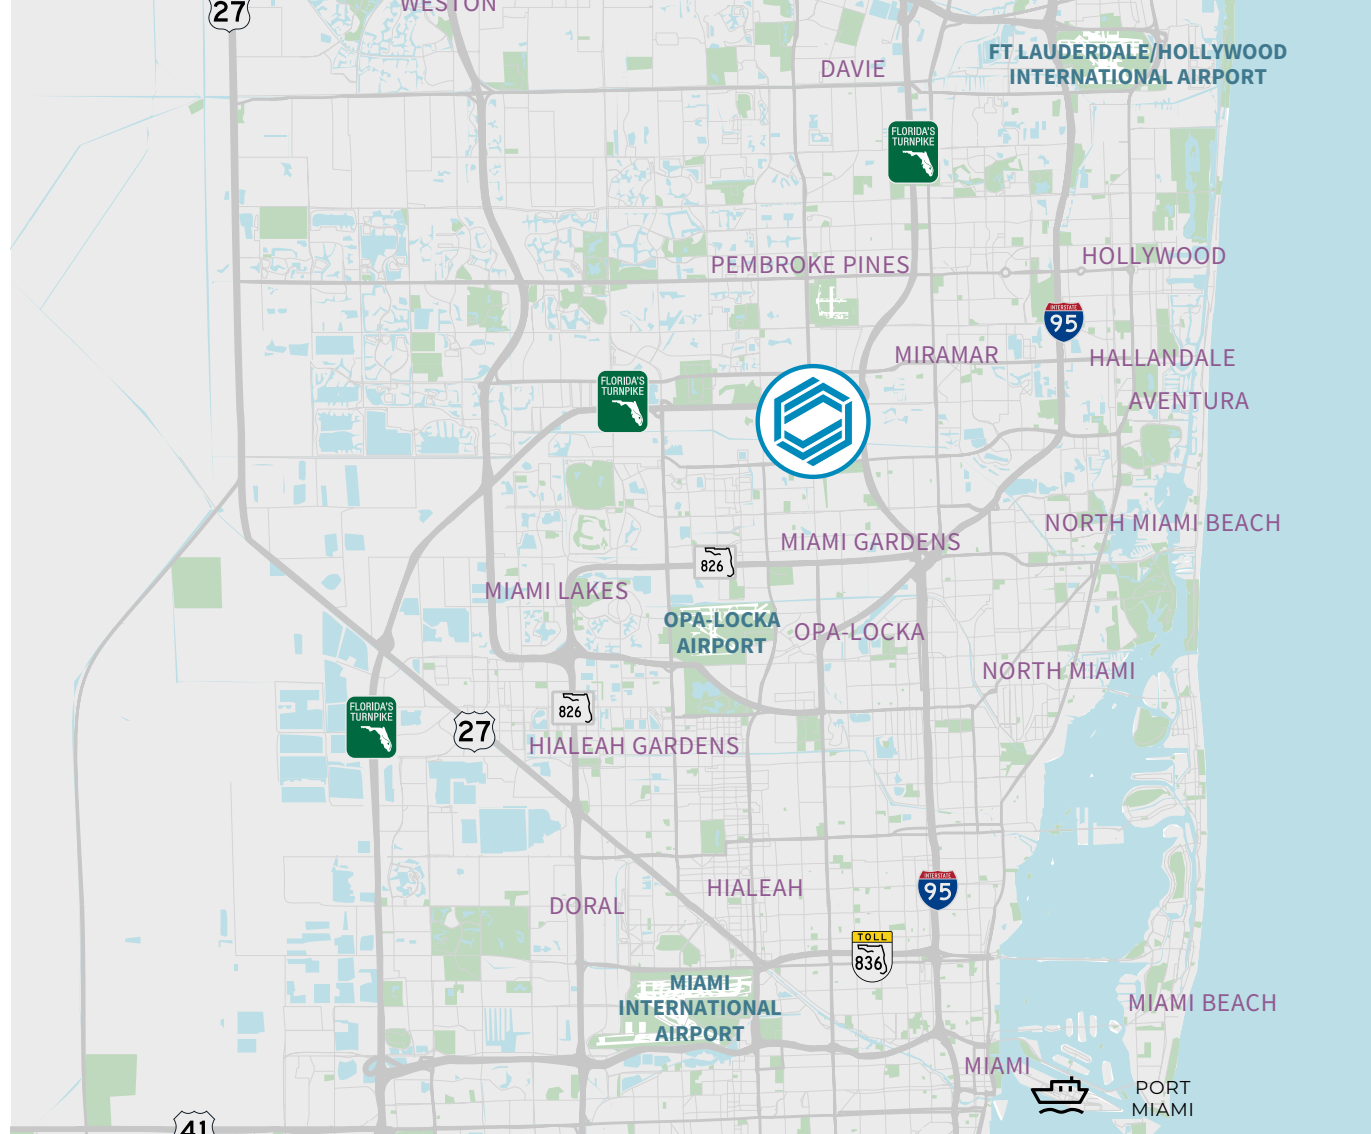 27
WESTON
FT LAUDERDALE/HOLLYWOOD
INTERNATIONAL AIRPORT
DAVIE
FLORIDA'S
TURNPIKE
HOLLYWOOD
PEMBROKE PINES
INTERSTATE
95
MIRAMAR
HALLANDALE
FLORIDA'S
TURNPIKE
AVENTURA
NORTH MIAMI BEACH
MIAMI GARDENS
826
MIAMI LAKES
OPA-LOCKA
AIRPORT
OPA-LOCKA
NORTH MIAMI
FLORIDA'S
TURNPIKE
826
27
HIALEAH GARDENS
INTERSTATE
95
HIALEAH
DORAL
TOLL
836
MIAMI
INTERNATIONAL
AIRPORT
MIAMI BEACH
MIAMI
PORT
MIAMI
41